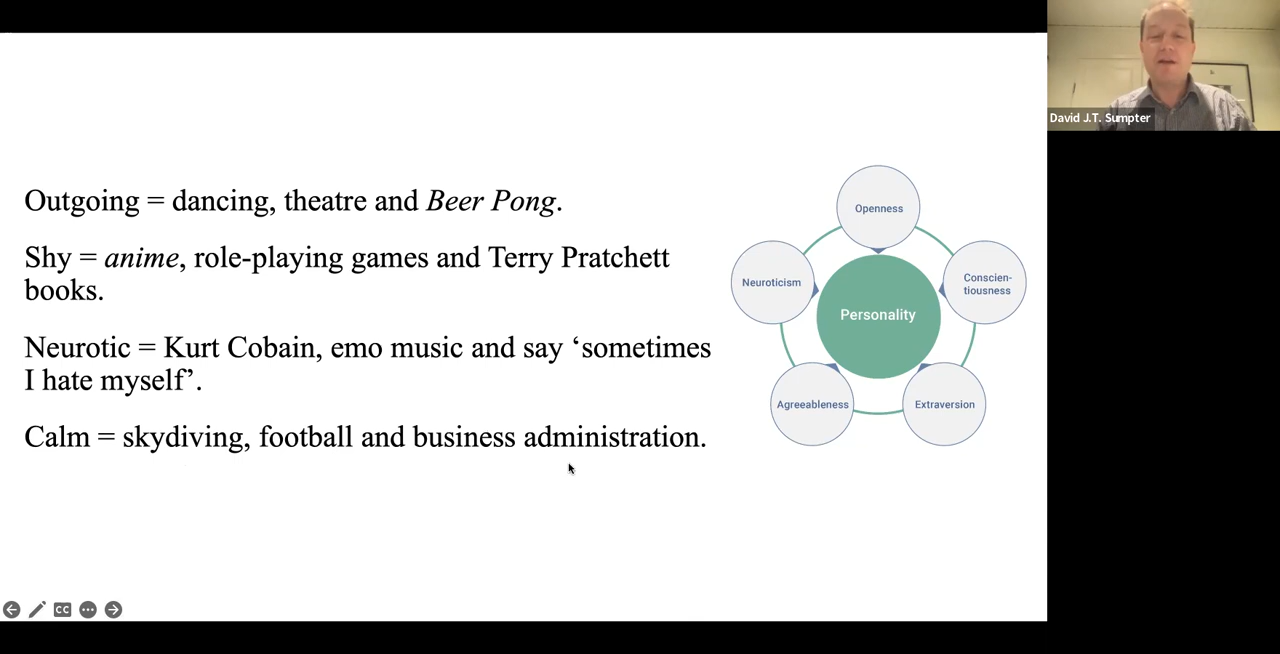 David J.T. Sumpter
Outgoing = dancing, theatre and Beer Pong.
Shy = anime, role-playing games and Terry Pratchett
books.
Neurotic = Kurt Cobain, emo music and say ‘sometimes
I hate myself’.
Calm = skydiving, football and business administration.
Openness
Neuroticism
Conscien-
tiousness
Personality
Agreeableness
Extraversion
CC